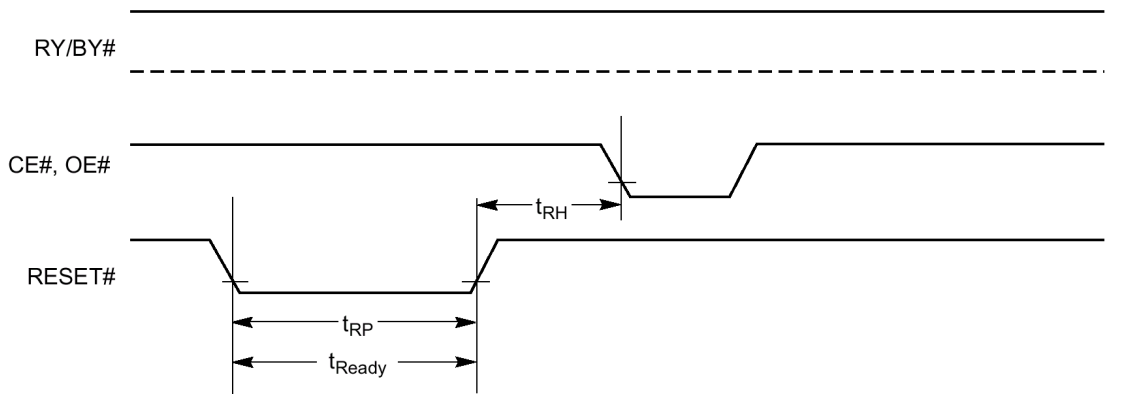 RY/BY#
CE#, OE#
tRH
RESET#
tRP
tReady